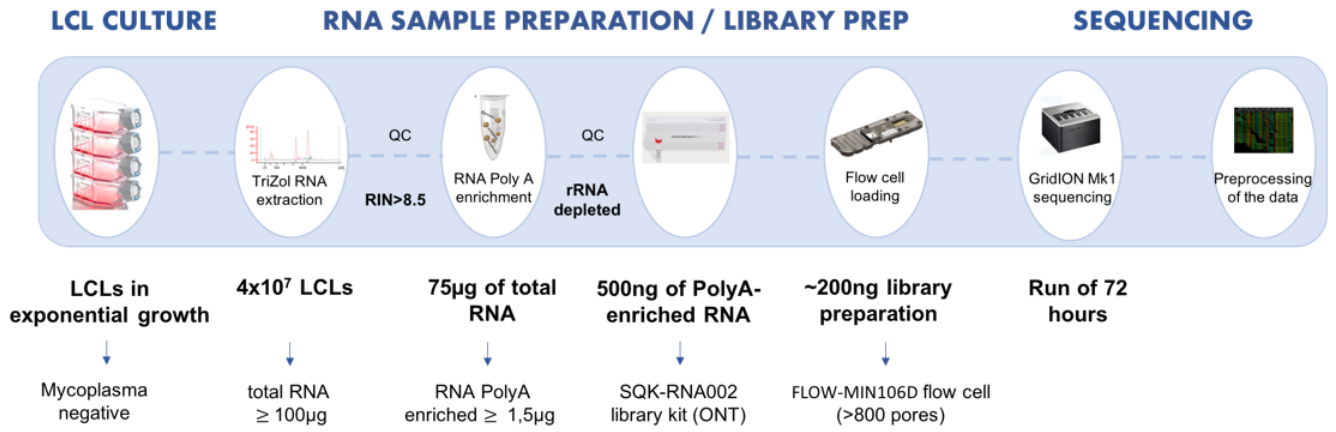 LCL CULTURE
RNA SAMPLE PREPARATION / LIBRARY PREP
SEQUENCING
TriZol RNA
extraction
QC
RIN>8.5
RNA Poly A
enrichment
QC
rRNA
depleted
Flow cell
loading
GridION Mk1
sequencing
Preprocessing
of the data
LCLs in
exponential growth
4x10⁷ LCLs
75µg of total
RNA
500ng of PolyA-
enriched RNA
~200ng library
preparation
Run of 72
hours
Mycoplasma
negative
total RNA
≥ 100µg
RNA PolyA
enriched ≥ 1,5µg
SQK-RNA002
library kit (ONT)
FLOW-MIN106D flow cell
(>800 pores)